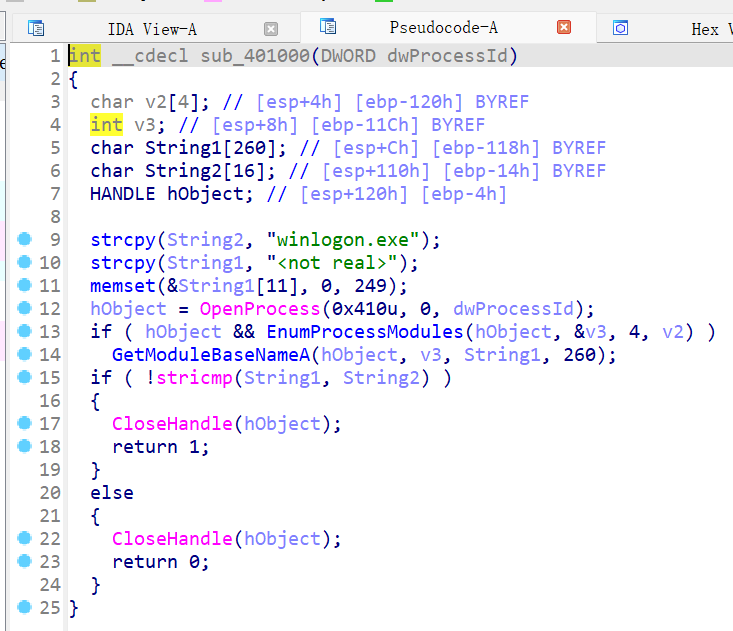 IDA View-A Pseudocode-A Hex
1 int __cdecl sub_401000(DWORD dwProcessId)
2 {
3 char v2[4]; // [esp+4h] [ebp-120h] BYREF
4 int v3; // [esp+8h] [ebp-11Ch] BYREF
5 char String1[260]; // [esp+Ch] [ebp-118h] BYREF
6 char String2[16]; // [esp+110h] [ebp-14h] BYREF
7 HANDLE hObject; // [esp+120h] [ebp-4h]
8
9 strcpy(String2, "winlogon.exe");
10 strcpy(String1, "<not real>");
11 memset(&String1[11], 0, 249);
12 hObject = OpenProcess(0x410u, 0, dwProcessId);
13 if ( hObject && EnumProcessModules(hObject, &v3, 4, v2) )
14 GetModuleBaseNameA(hObject, v3, String1, 260);
15 if ( !stricmp(String1, String2) )
16 {
17 CloseHandle(hObject);
18 return 1;
19 }
20 else
21 {
22 CloseHandle(hObject);
23 return 0;
24 }
25 }